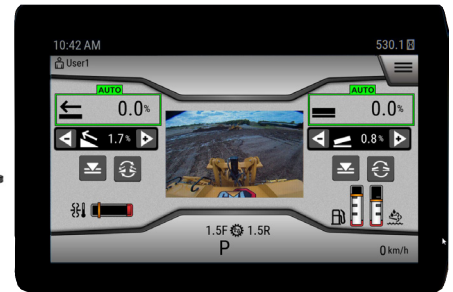 10:42 AM 530.1
User1
AUTO AUTO
0.0% 0.0%
1.7% 0.8%
1.5F 1.5R
P
0 km/h